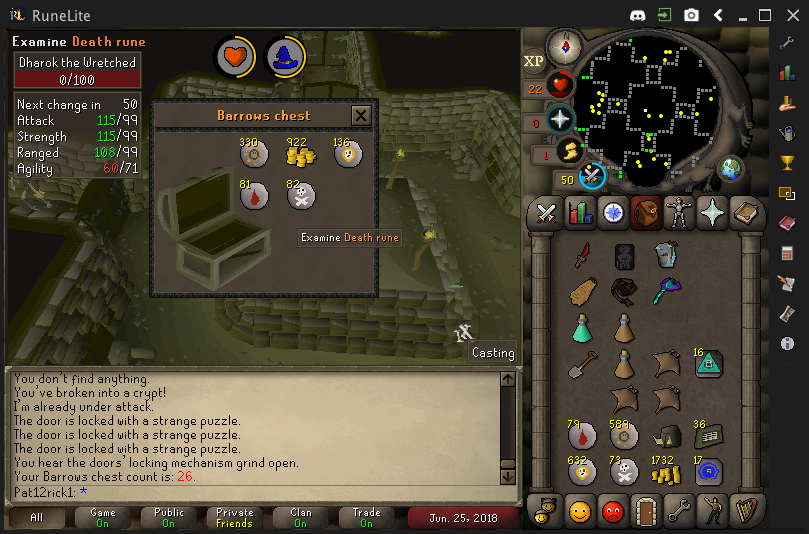 RuneLite
Examine Death rune
Dharok the Wretched
0/100
Next change in 50
Attack 115/99
Strength 115/99
Ranged 108/99
Agility 60/71
Barrows chest
330
922
136
81
82
Examine Death rune
Casting
XP
22
0
1
50
16
B
79
589
36
632
73
1732
17
You don't find anything.
You've broken into a crypt!
I'm already under attack.
The door is locked with a strange puzzle.
The door is locked with a strange puzzle.
The door is locked with a strange puzzle.
You hear the doors' locking mechanism grind open.
Your Barrows chest count is: 26.
Pat12rick1: *
All
Game
On
Public
On
Private
Friends
Clan
On
Trade
On
Jun. 25, 2018